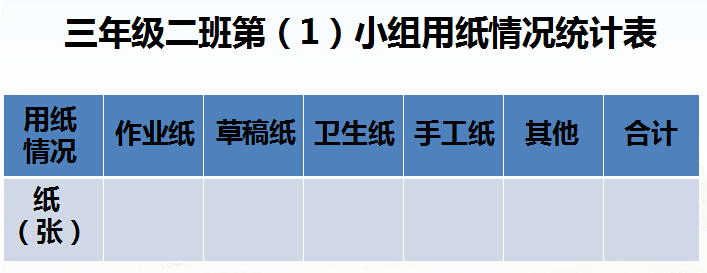 三年级二班第（1）小组用纸情况统计表
用纸情况 作业纸 草稿纸 卫生纸 手工纸 其他 合计
纸（张）